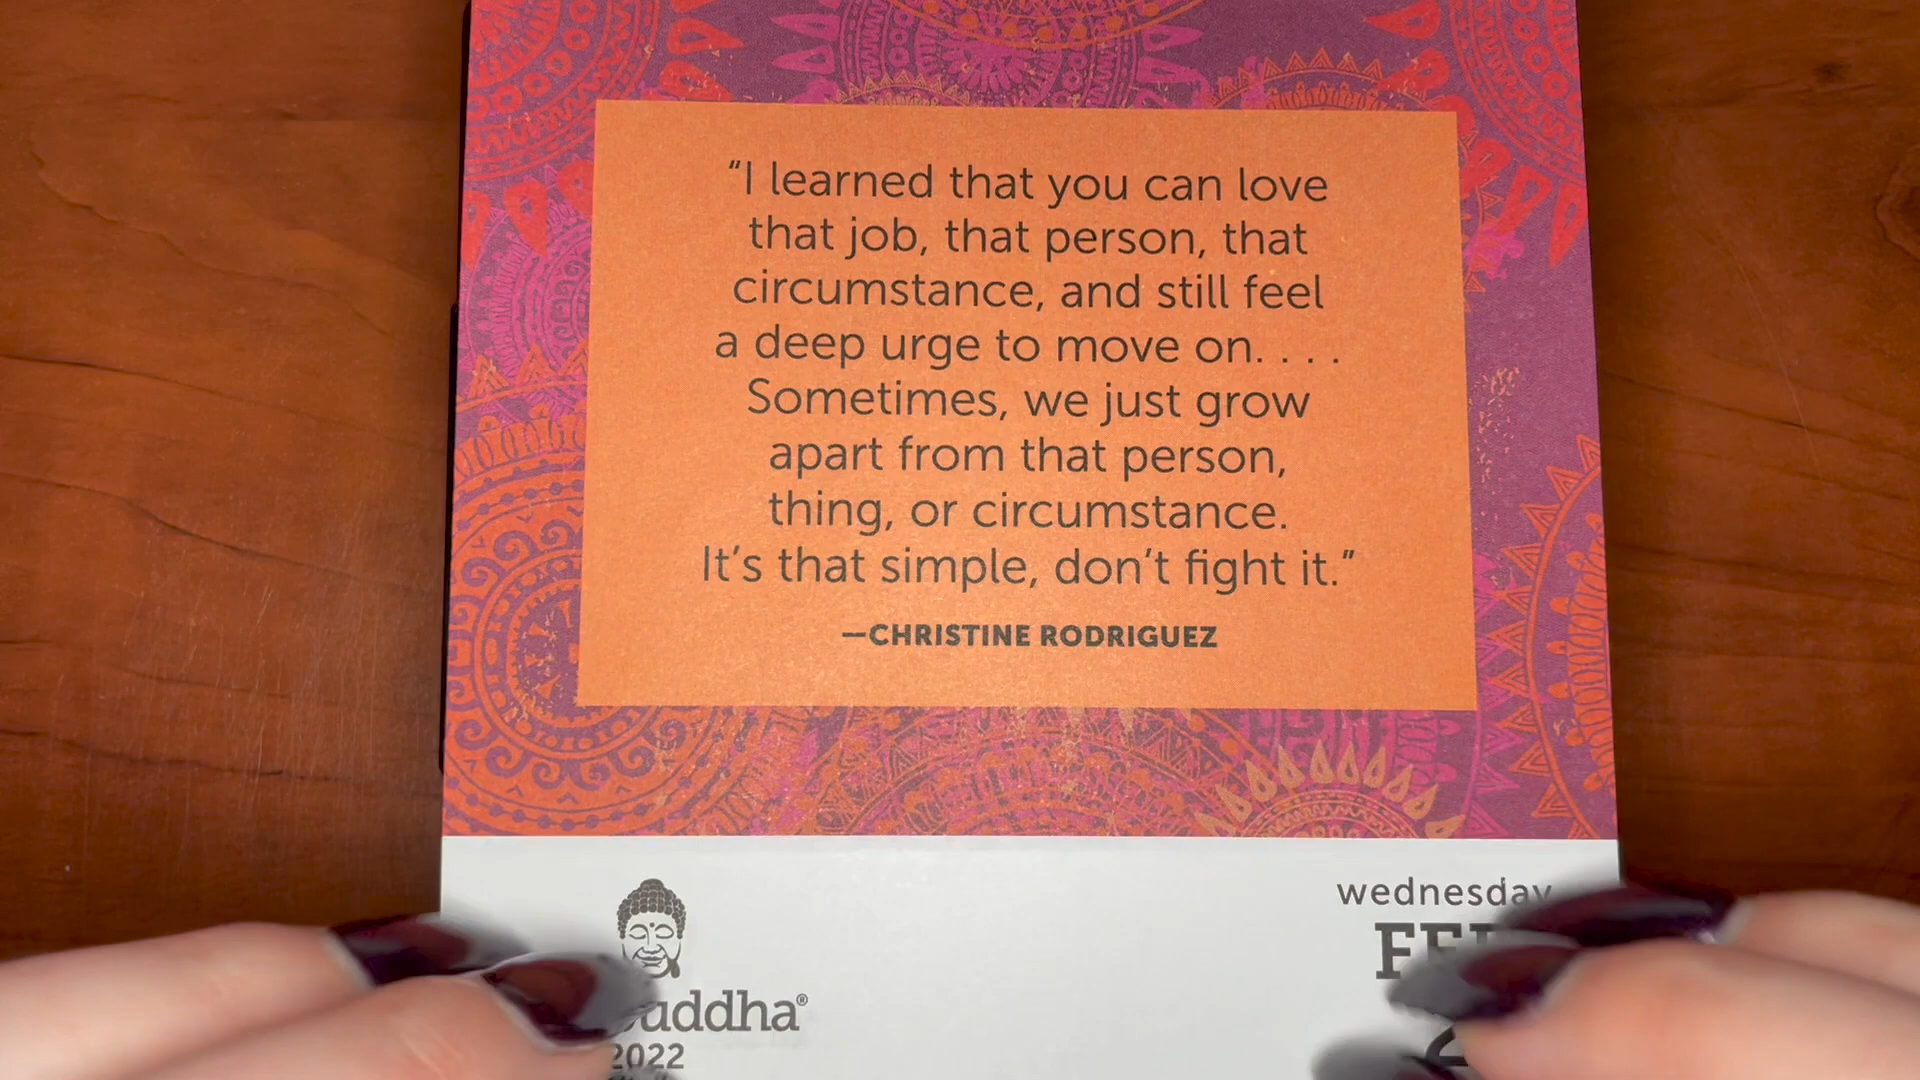 “I learned that you can love
that job, that person, that
circumstance, and still feel
a deep urge to move on. . . .
Sometimes, we just grow
apart from that person,
thing, or circumstance.
It’s that simple, don’t fight it.”
—CHRISTINE RODRIGUEZ
wednesday
uddha®
2022